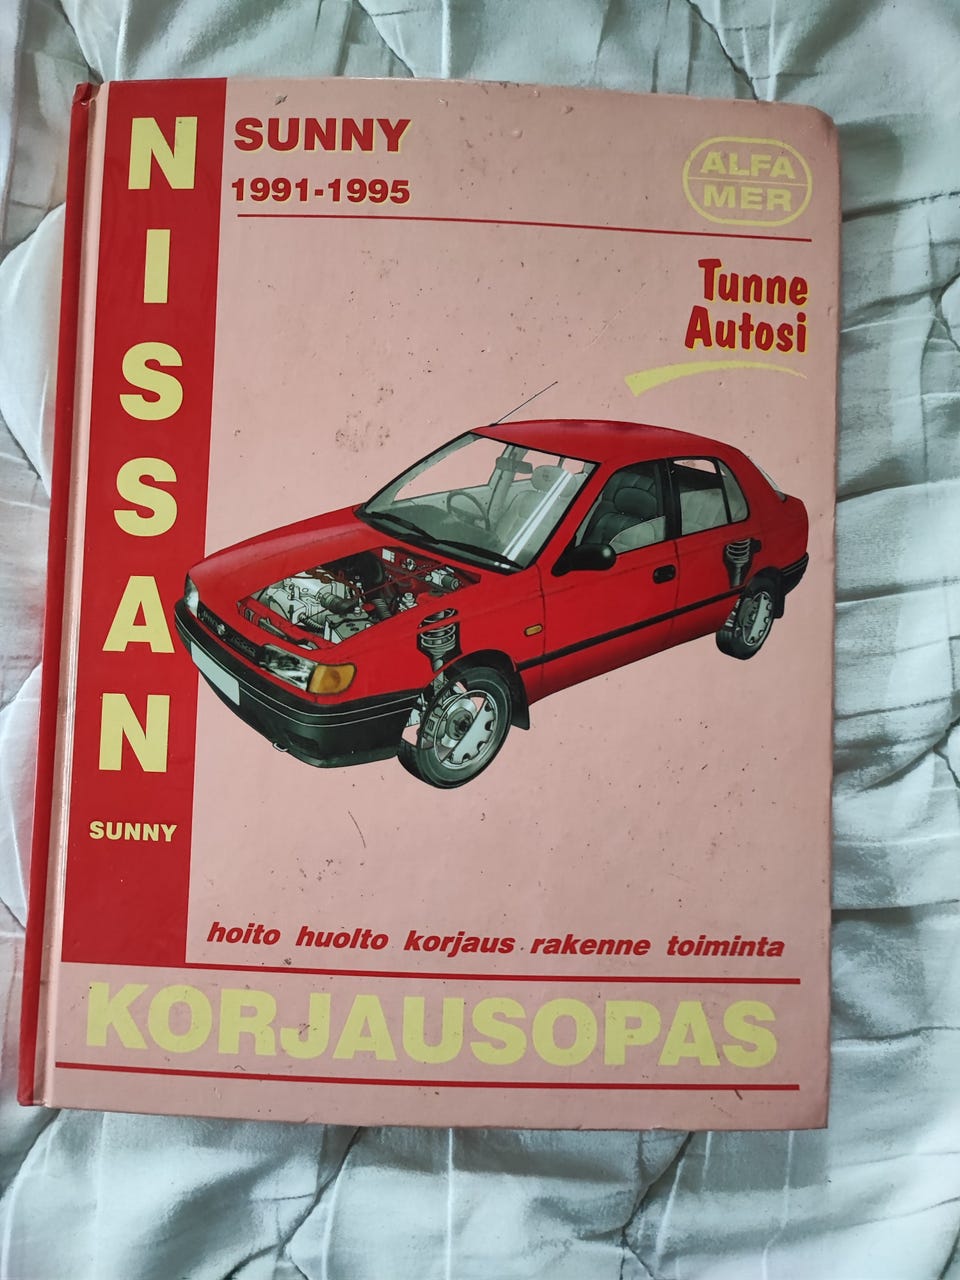 NISSAN
SUNNY
SUNNY
1991-1995
ALFA
MER
Tunne
Autosi
hoito huolto korjaus rakenne toiminta
KORJAUSOPAS